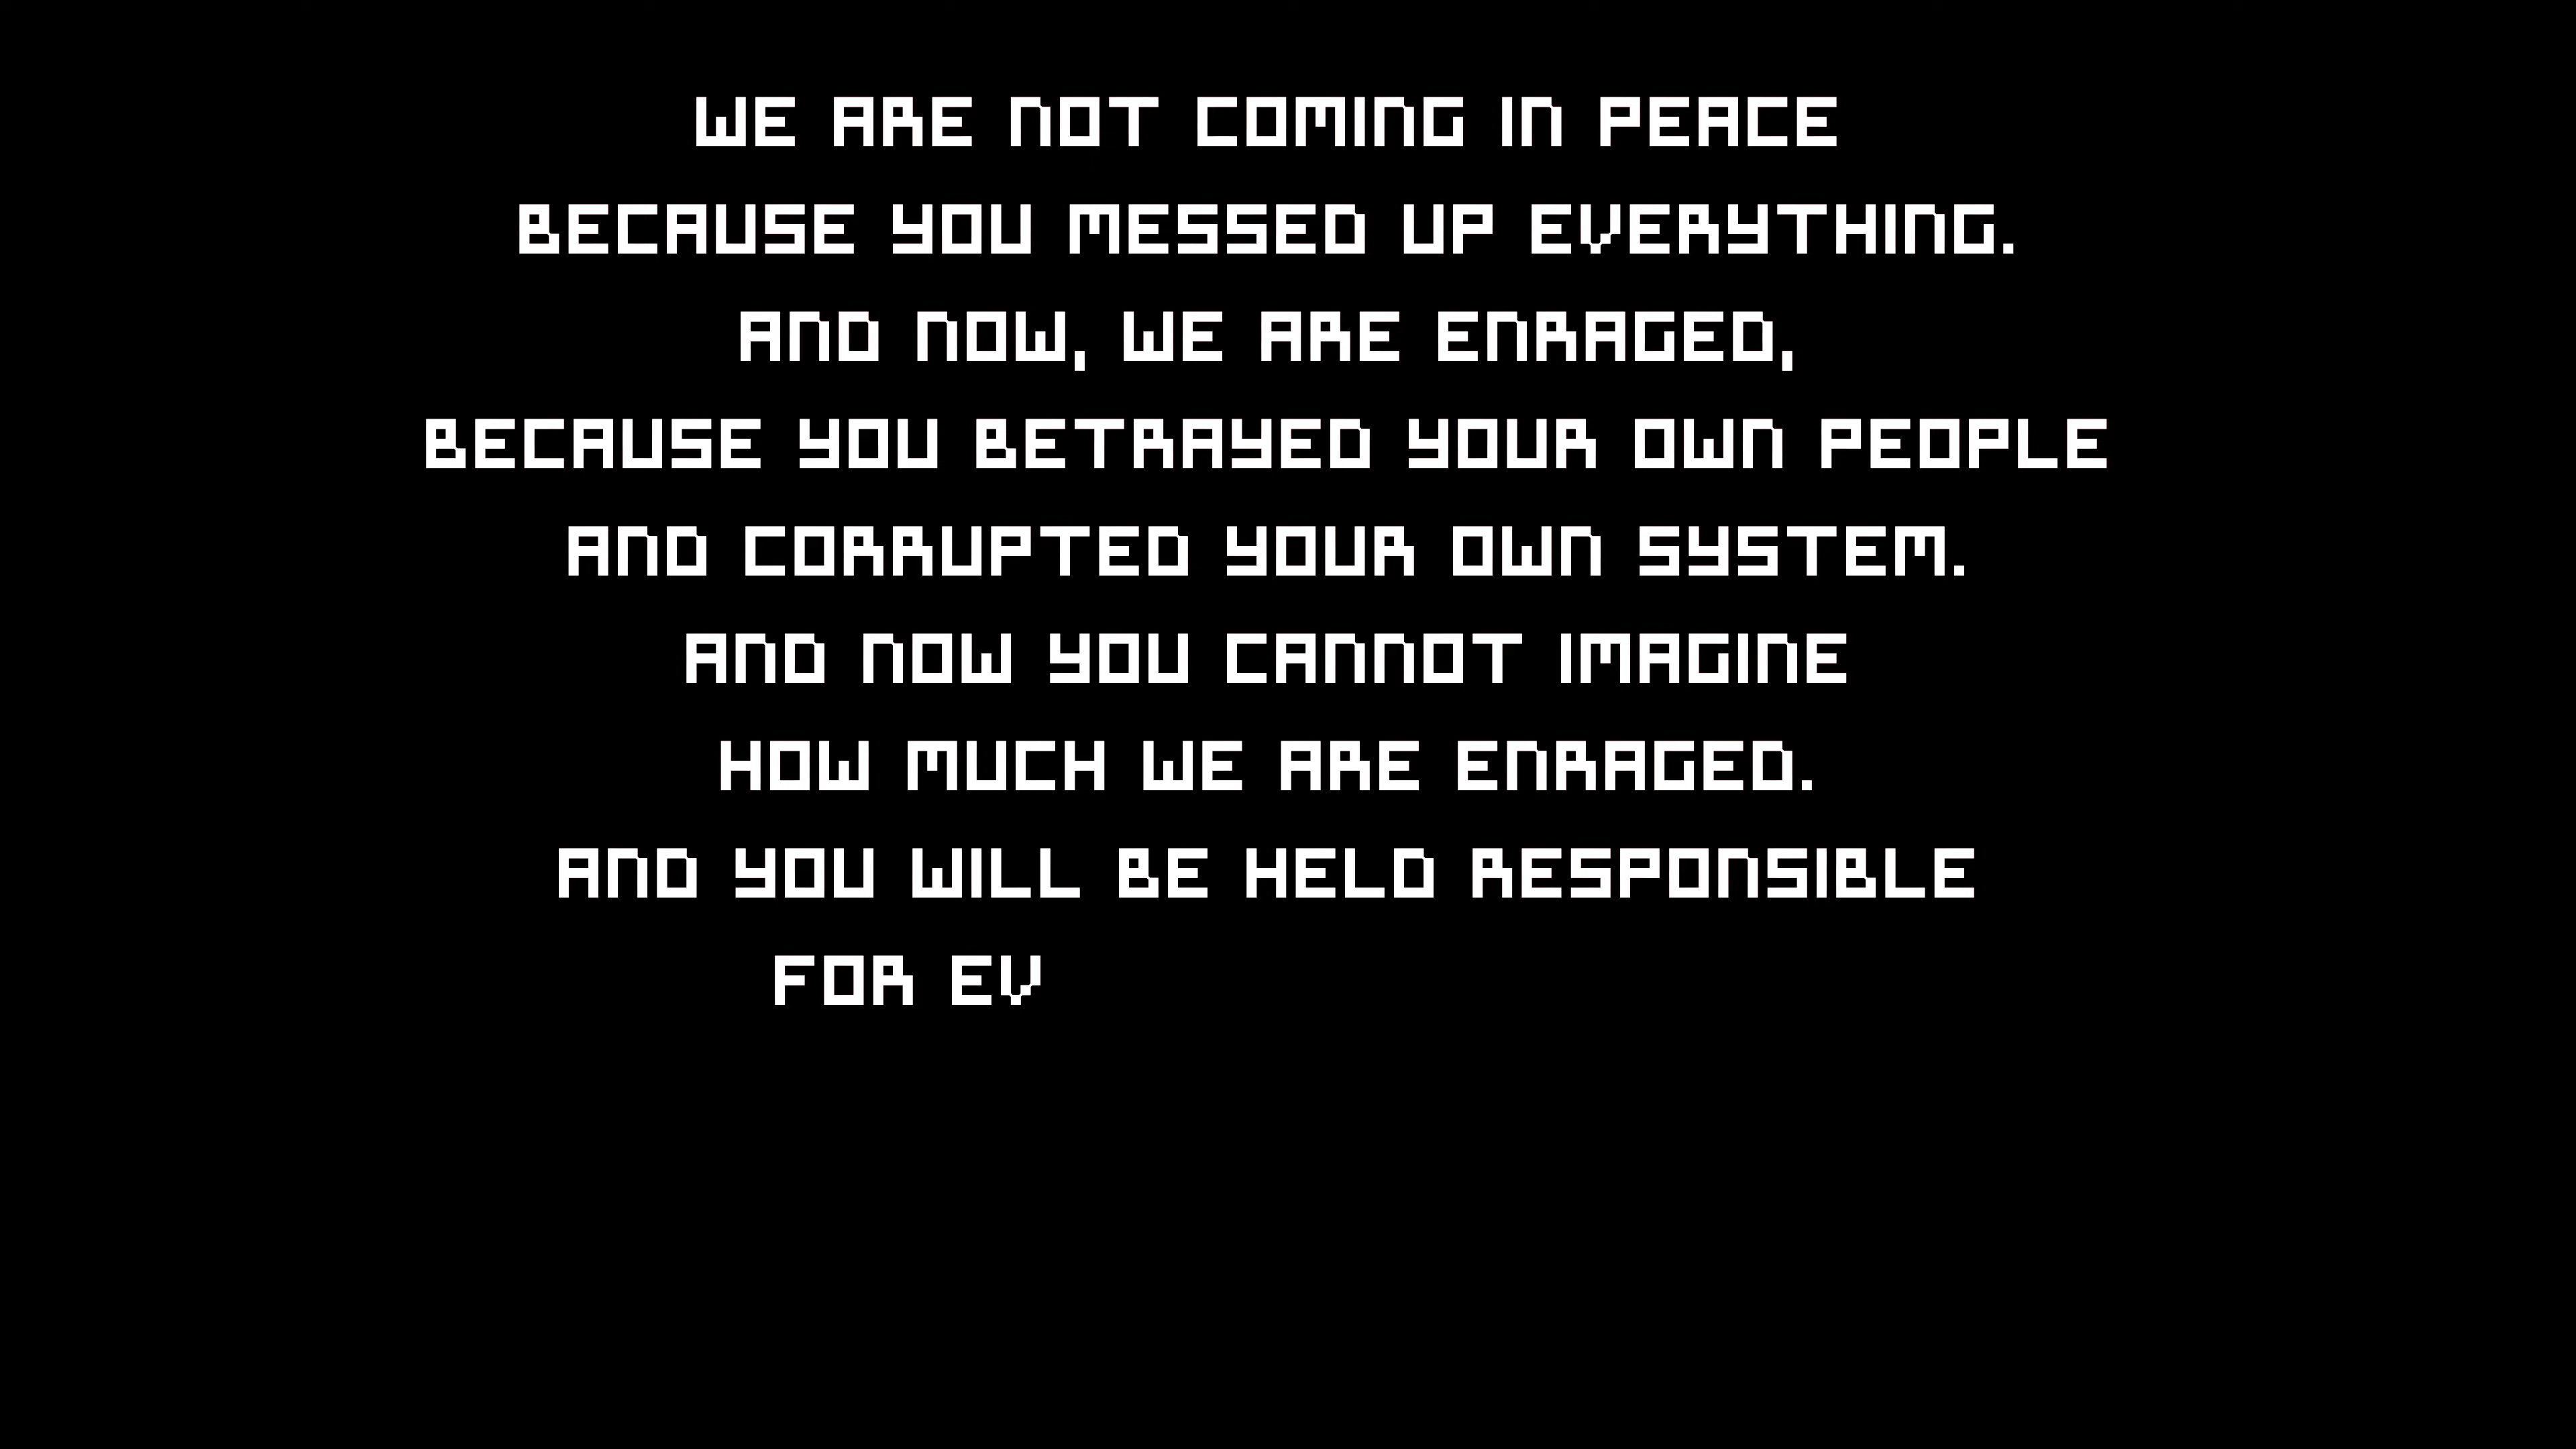 WE ARE NOT COMING IN PEACE
BECAUSE YOU MESSED UP EVERYTHING.
AND NOW, WE ARE ENRAGED,
BECAUSE YOU BETRAYED YOUR OWN PEOPLE
AND CORRUPTED YOUR OWN SYSTEM.
AND NOW YOU CANNOT IMAGINE
HOW MUCH WE ARE ENRAGED.
AND YOU WILL BE HELD RESPONSIBLE
FOR EV